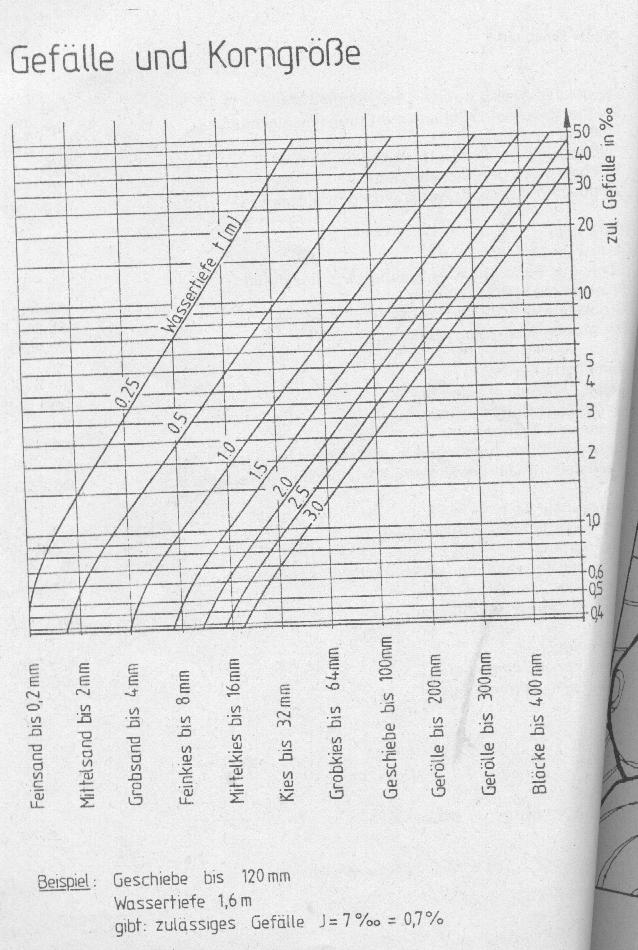 Gefälle und Korngröße
50
40
30
20
10
5
4
3
2
1,0
0,6
0,5
0,4
zul. Gefälle in ‰
Wassertiefe t [m]
0.25
0.5
1.0
1.5
2.0
2.5
3.0
Feinsand bis 0,2 mm
Mittelsand bis 2 mm
Grobsand bis 4 mm
Feinkies bis 8 mm
Mittelkies bis 16 mm
Kies bis 32 mm
Grobkies bis 64 mm
Geschiebe bis 100 mm
Gerölle bis 200 mm
Gerölle bis 300 mm
Blöcke bis 400 mm
Beispiel: Geschiebe bis 120 mm
Wassertiefe 1,6 m
gibt: zulässiges Gefälle J = 7 ‰ = 0,7 %